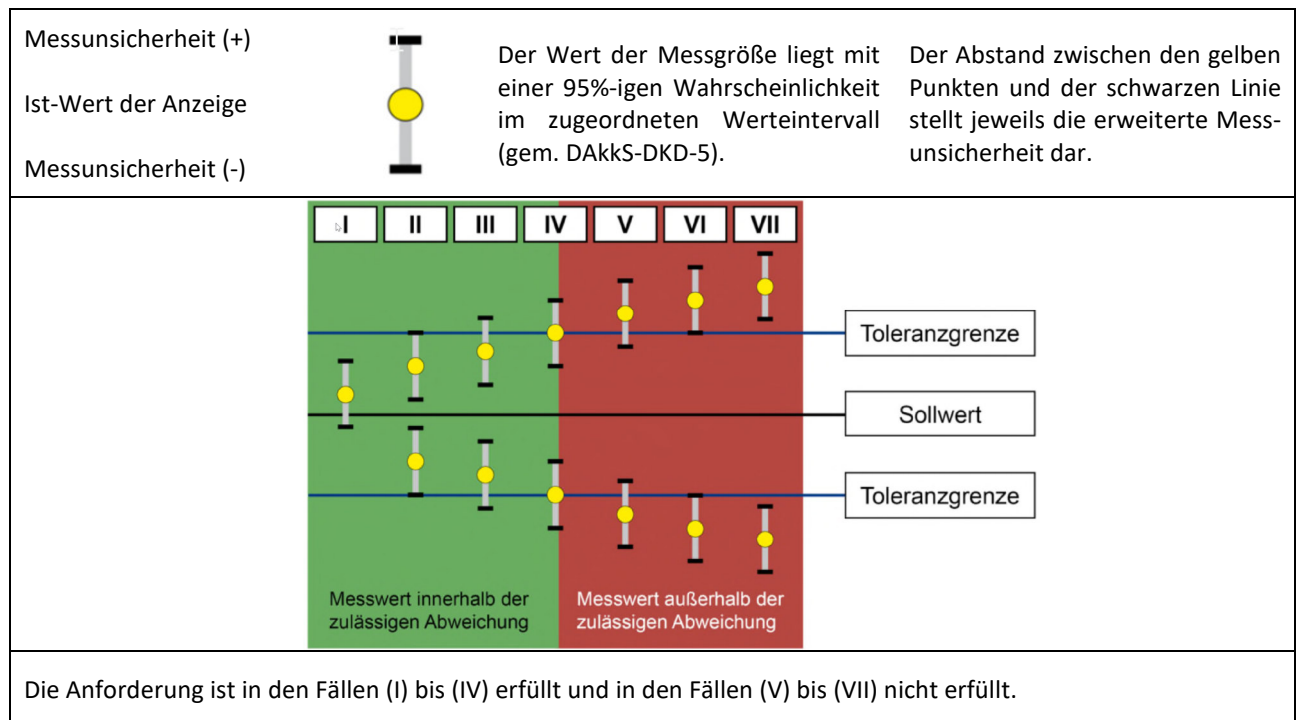 Messunsicherheit (+)
Ist-Wert der Anzeige
Messunsicherheit (-)
Der Wert der Messgröße liegt mit
einer 95%-igen Wahrscheinlichkeit
im zugeordneten Werteintervall
(gem. DAkkS-DKD-5).
Der Abstand zwischen den gelben
Punkten und der schwarzen Linie
stellt jeweils die erweiterte Mess-
unsicherheit dar.
I II III IV V VI VII
Toleranzgrenze
Sollwert
Toleranzgrenze
Messwert innerhalb der
zulässigen Abweichung
Messwert außerhalb der
zulässigen Abweichung
Die Anforderung ist in den Fällen (I) bis (IV) erfüllt und in den Fällen (V) bis (VII) nicht erfüllt.